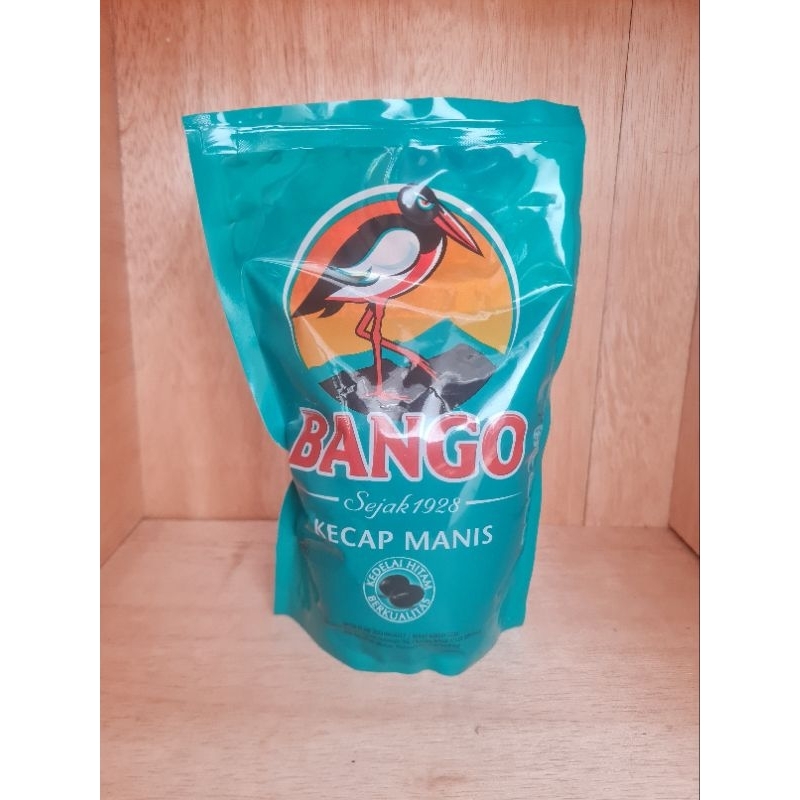 BANGO
Sejak 1928
KECAP MANIS
KEDELAI HITAM
BERKUALITAS